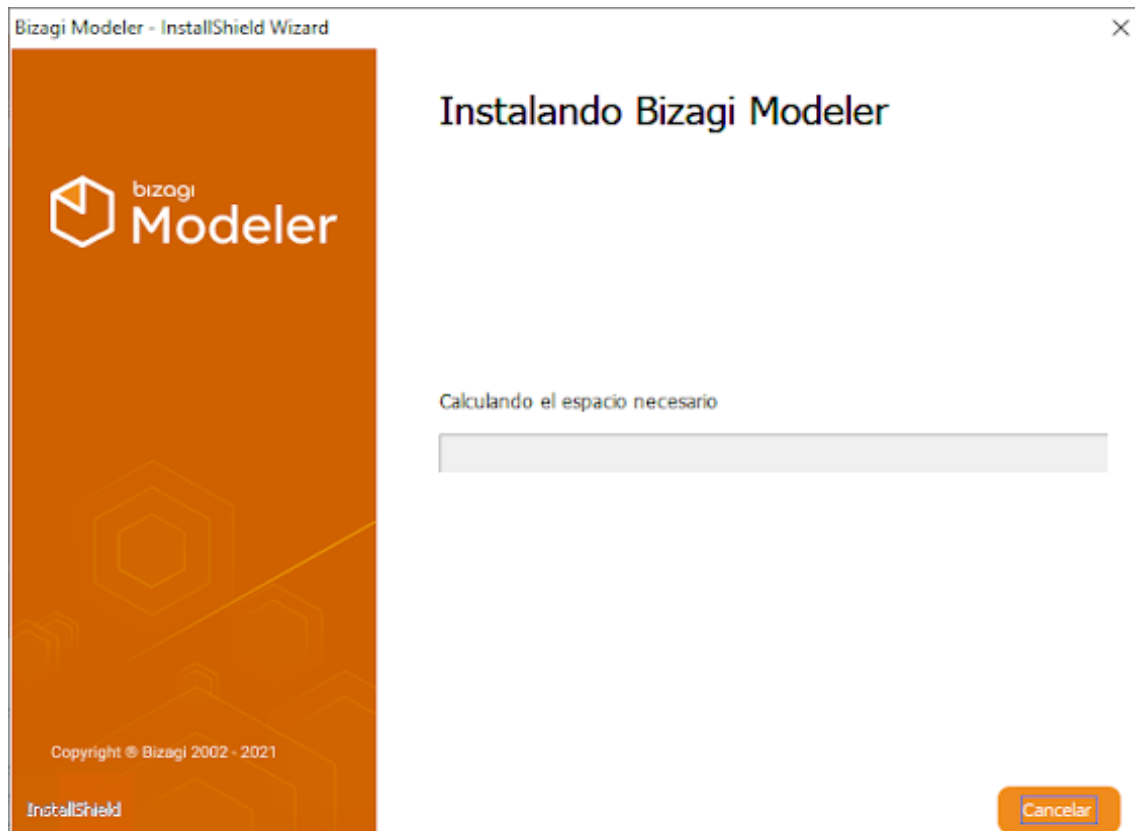 Bizagi Modeler - InstallShield Wizard
Instalando Bizagi Modeler
bizagi
Modeler
Calculando el espacio necesario
Copyright ® Bizagi 2002 - 2021
InstallShield
Cancelar